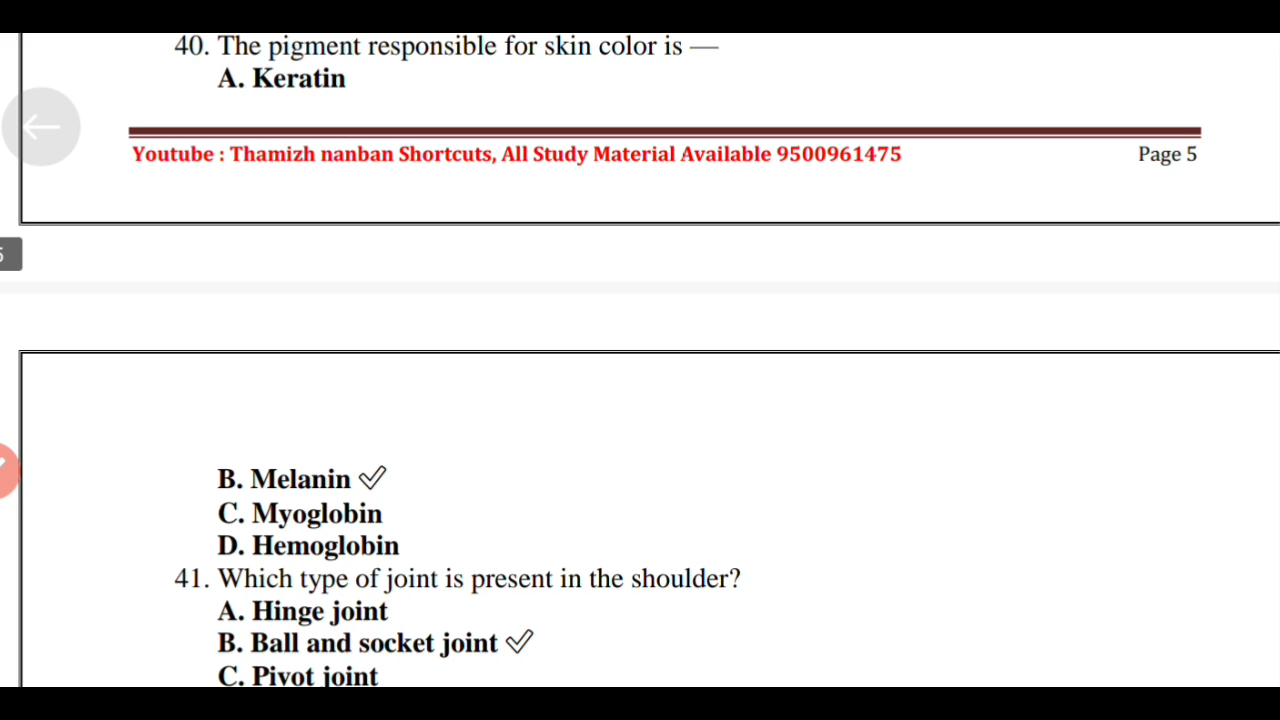 40. The pigment responsible for skin color is —
A. Keratin
Youtube : Thamizh nanban Shortcuts, All Study Material Available 9500961475 Page 5
B. Melanin ✓
C. Myoglobin
D. Hemoglobin
41. Which type of joint is present in the shoulder?
A. Hinge joint
B. Ball and socket joint ✓
C. Pivot joint